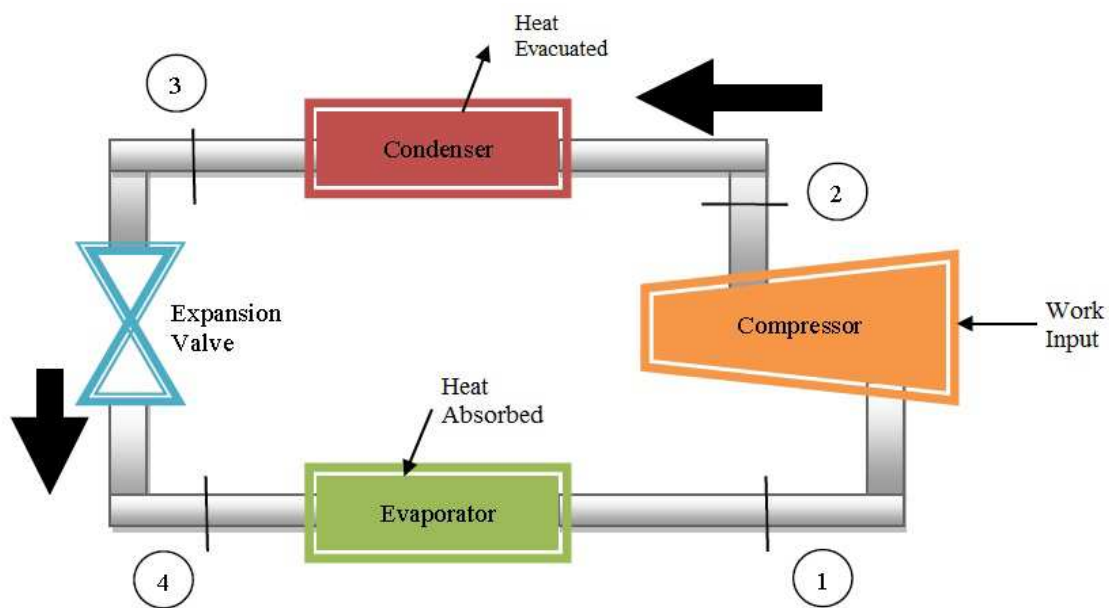 Heat
Evacuated
3
Condenser
2
Expansion
Valve
Compressor
Work
Input
Heat
Absorbed
Evaporator
4
1